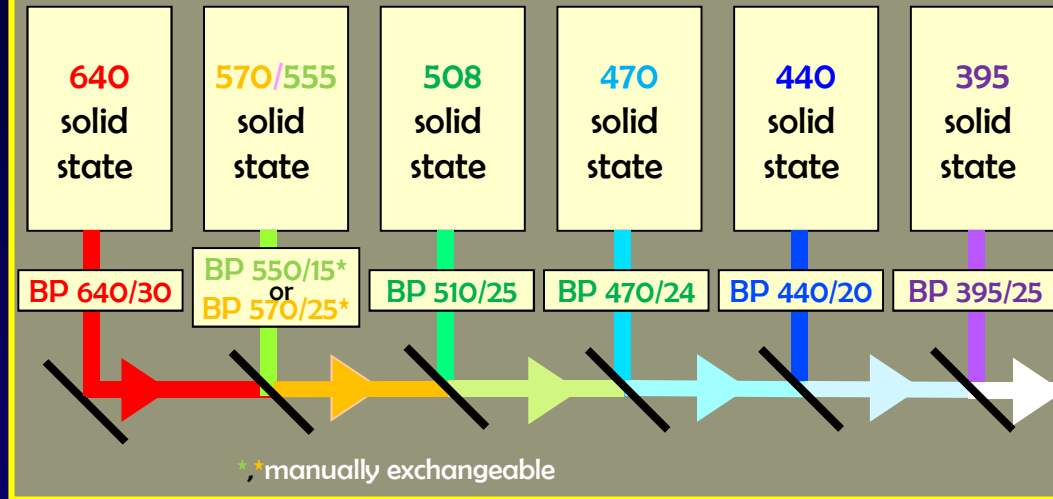 640
solid
state
570/555
solid
state
508
solid
state
470
solid
state
440
solid
state
395
solid
state
BP 640/30
BP 550/15*
or
BP 570/25*
BP 510/25
BP 470/24
BP 440/20
BP 395/25
*,*manually exchangeable